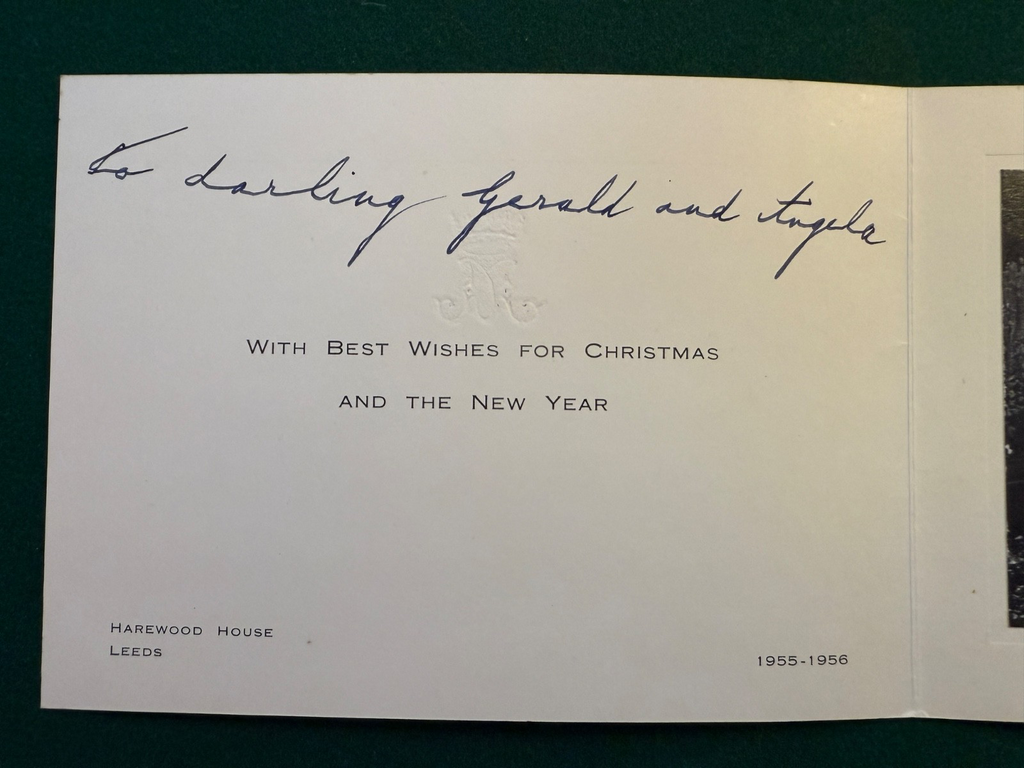 To darling Gerald and Angela
WITH BEST WISHES FOR CHRISTMAS
AND THE NEW YEAR
HAREWOOD HOUSE
LEEDS
1955-1956